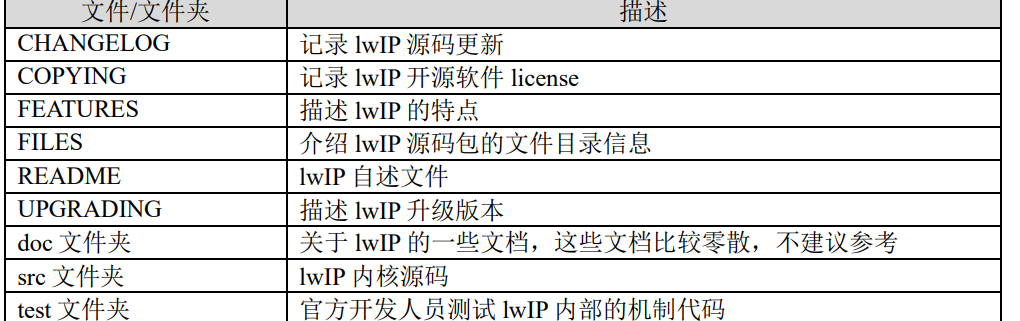 文件/文件夹 描述
CHANGELOG 记录 lwIP 源码更新
COPYING 记录 lwIP 开源软件 license
FEATURES 描述 lwIP 的特点
FILES 介绍 lwIP 源码包的文件目录信息
README lwIP 自述文件
UPGRADING 描述 lwIP 升级版本
doc 文件夹 关于 lwIP 的一些文档，这些文档比较零散，不建议参考
src 文件夹 lwIP 内核源码
test 文件夹 官方开发人员测试 lwIP 内部的机制代码